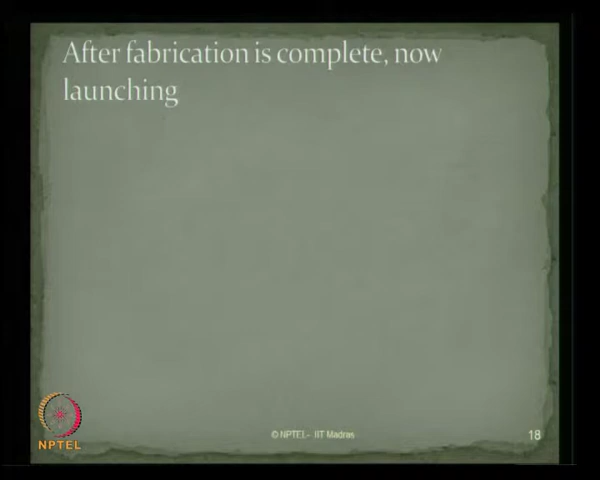 After fabrication is complete, now
launching
NPTEL
© NPTEL - IIT Madras
18